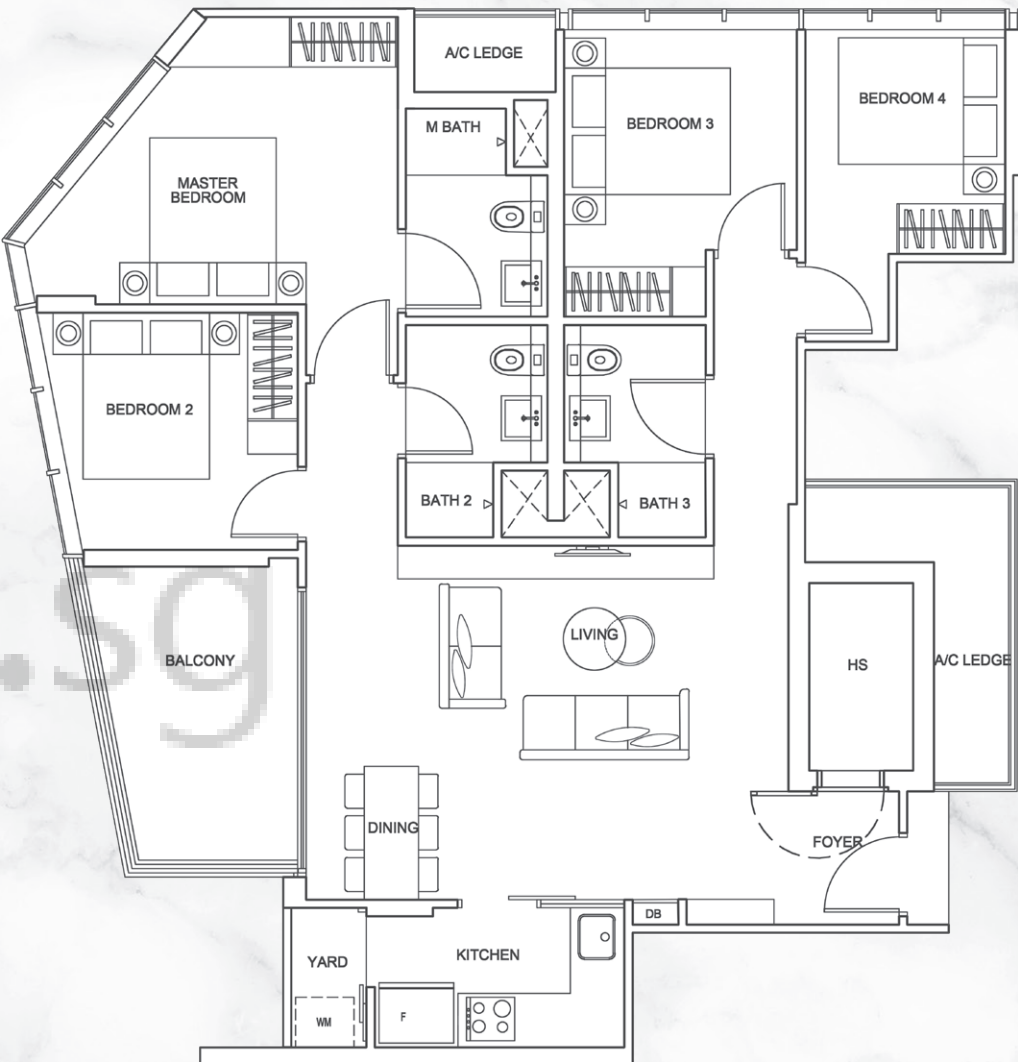 A/C LEDGE
M BATH
BEDROOM 3
BEDROOM 4
MASTER
BEDROOM
BEDROOM 2
BATH 2
BATH 3
LIVING
BALCONY
HS
A/C LEDGE
DINING
FOYER
DB
YARD
KITCHEN
WM
F
.sg